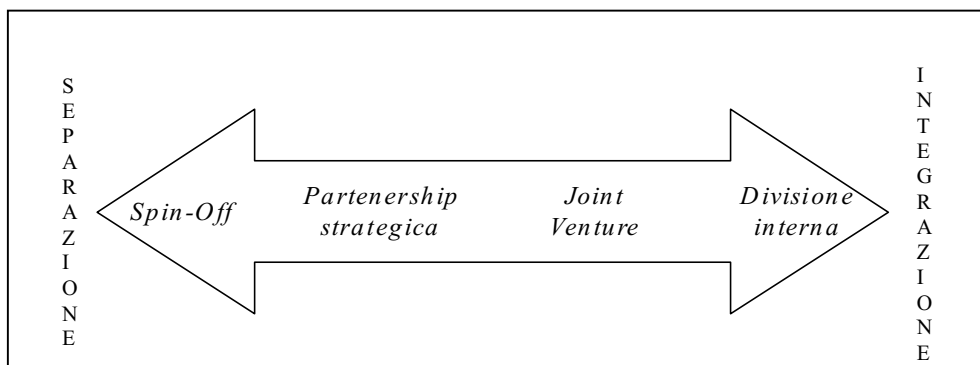 SEPARAZIONE
Spin-Off
Partenership
strategica
Joint
Venture
Divisione
interna
INTEGRAZIONE